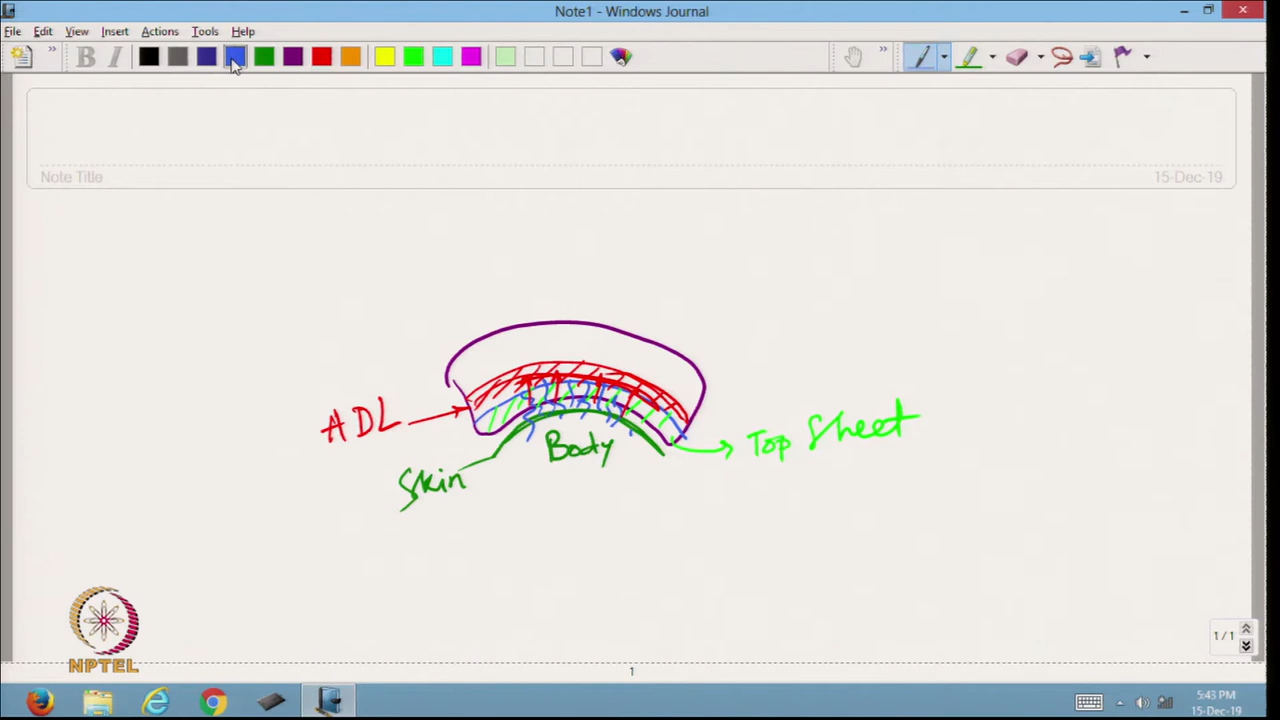 Note1 - Windows Journal
File Edit View Insert Actions Tools Help
B I
Note Title
15-Dec-19
ADL
Body
Top Sheet
Skin
NPTEL
1 / 1
1
5:43 PM
15-Dec-19